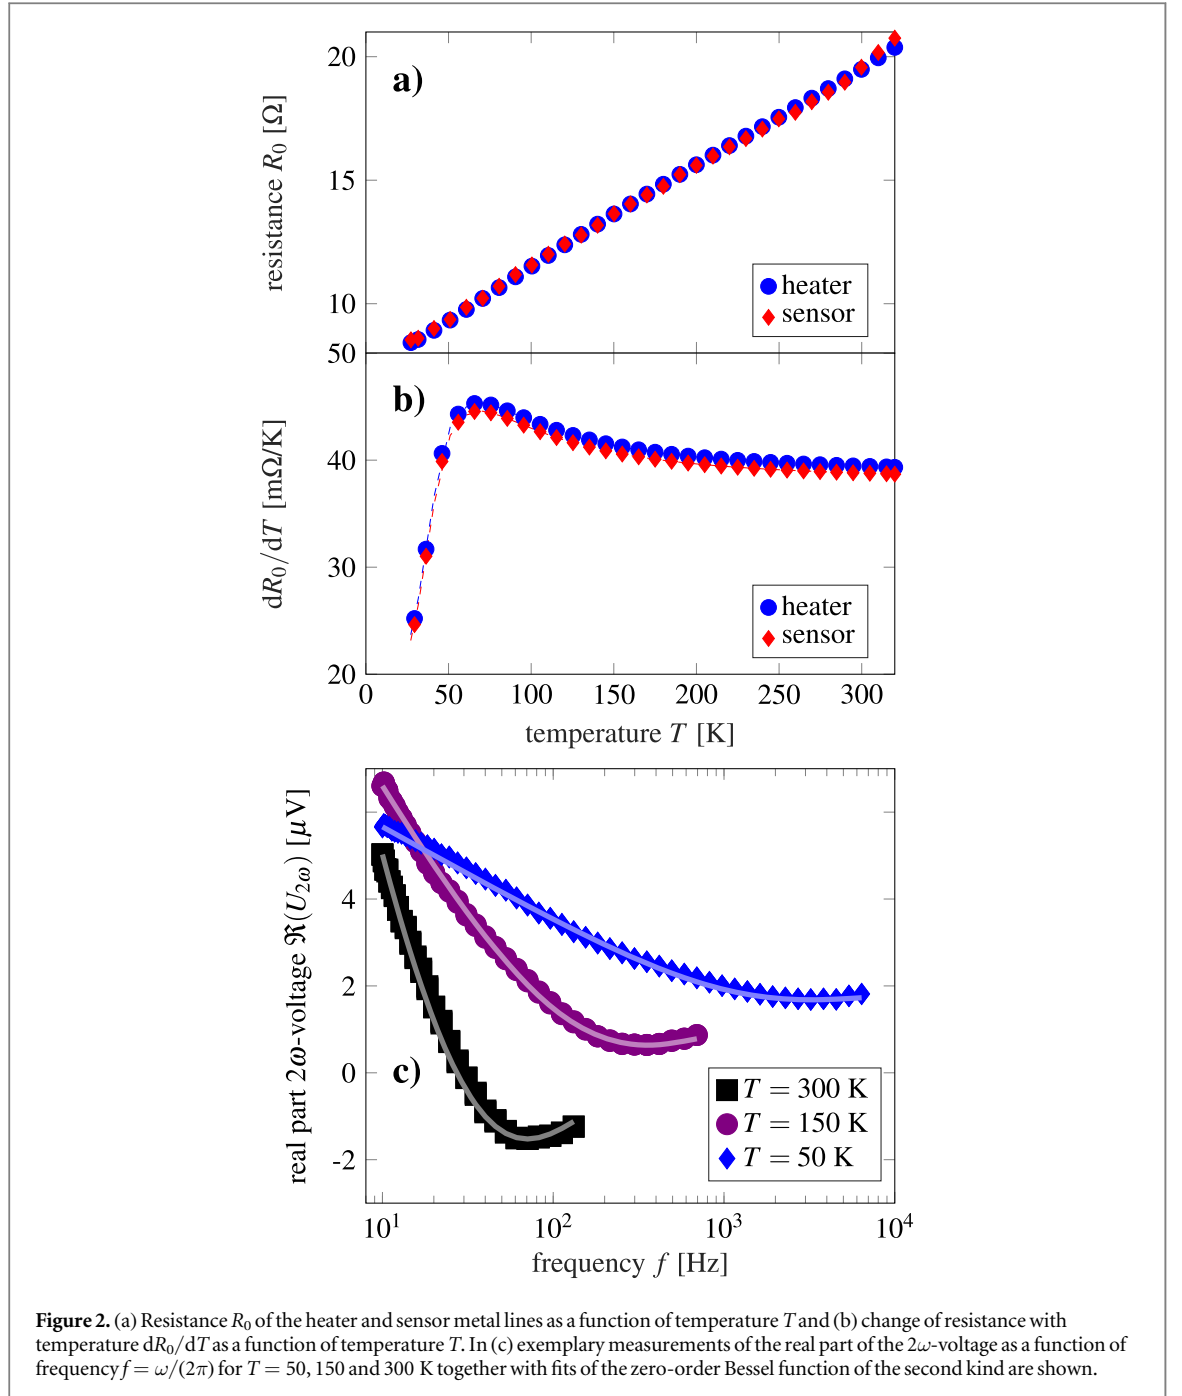 20
15
10
resistance R₀ [Ω]
a)
heater
sensor
50
40
30
20
dR₀/dT [mΩ/K]
b)
heater
sensor
0 50 100 150 200 250 300
temperature T [K]
4
2
0
-2
real part 2ω-voltage ℜ(U₂ω) [μV]
c)
T = 300 K
T = 150 K
T = 50 K
10¹ 10² 10³ 10⁴
frequency f [Hz]
Figure 2. (a) Resistance R₀ of the heater and sensor metal lines as a function of temperature T and (b) change of resistance with
temperature dR₀/dT as a function of temperature T. In (c) exemplary measurements of the real part of the 2ω-voltage as a function of
frequency f = ω/(2π) for T = 50, 150 and 300 K together with fits of the zero-order Bessel function of the second kind are shown.